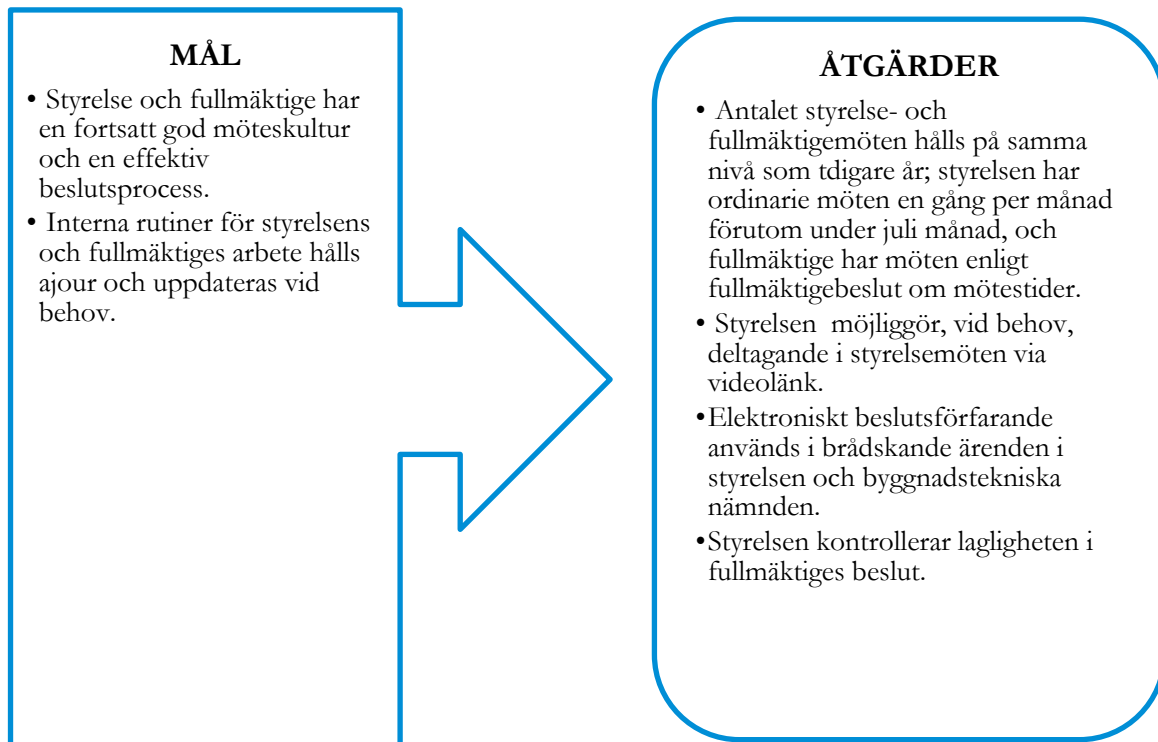 MÅL
• Styrelse och fullmäktige har
en fortsatt god möteskultur
och en effektiv
beslutsprocess.
• Interna rutiner för styrelsens
och fullmäktiges arbete hålls
ajour och uppdateras vid
behov.
ÅTGÄRDER
• Antalet styrelse- och
fullmäktigemöten hålls på samma
nivå som tdigare år; styrelsen har
ordinarie möten en gång per månad
förutom under juli månad, och
fullmäktige har möten enligt
fullmäktigebeslut om mötestider.
• Styrelsen möjliggör, vid behov,
deltagande i styrelsemöten via
videolänk.
•Elektroniskt beslutsförfarande
används i brådskande ärenden i
styrelsen och byggnadstekniska
nämnden.
•Styrelsen kontrollerar lagligheten i
fullmäktiges beslut.